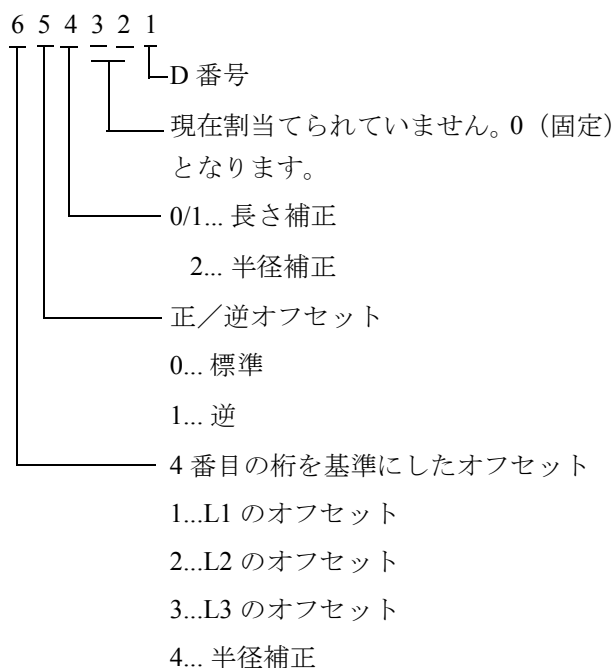 6 5 4 3 2 1
D 番号
現在割当てられていません。0（固定）
となります。
0/1... 長さ補正
2... 半径補正
正／逆オフセット
0... 標準
1... 逆
4 番目の桁を基準にしたオフセット
1...L1 のオフセット
2...L2 のオフセット
3...L3 のオフセット
4... 半径補正